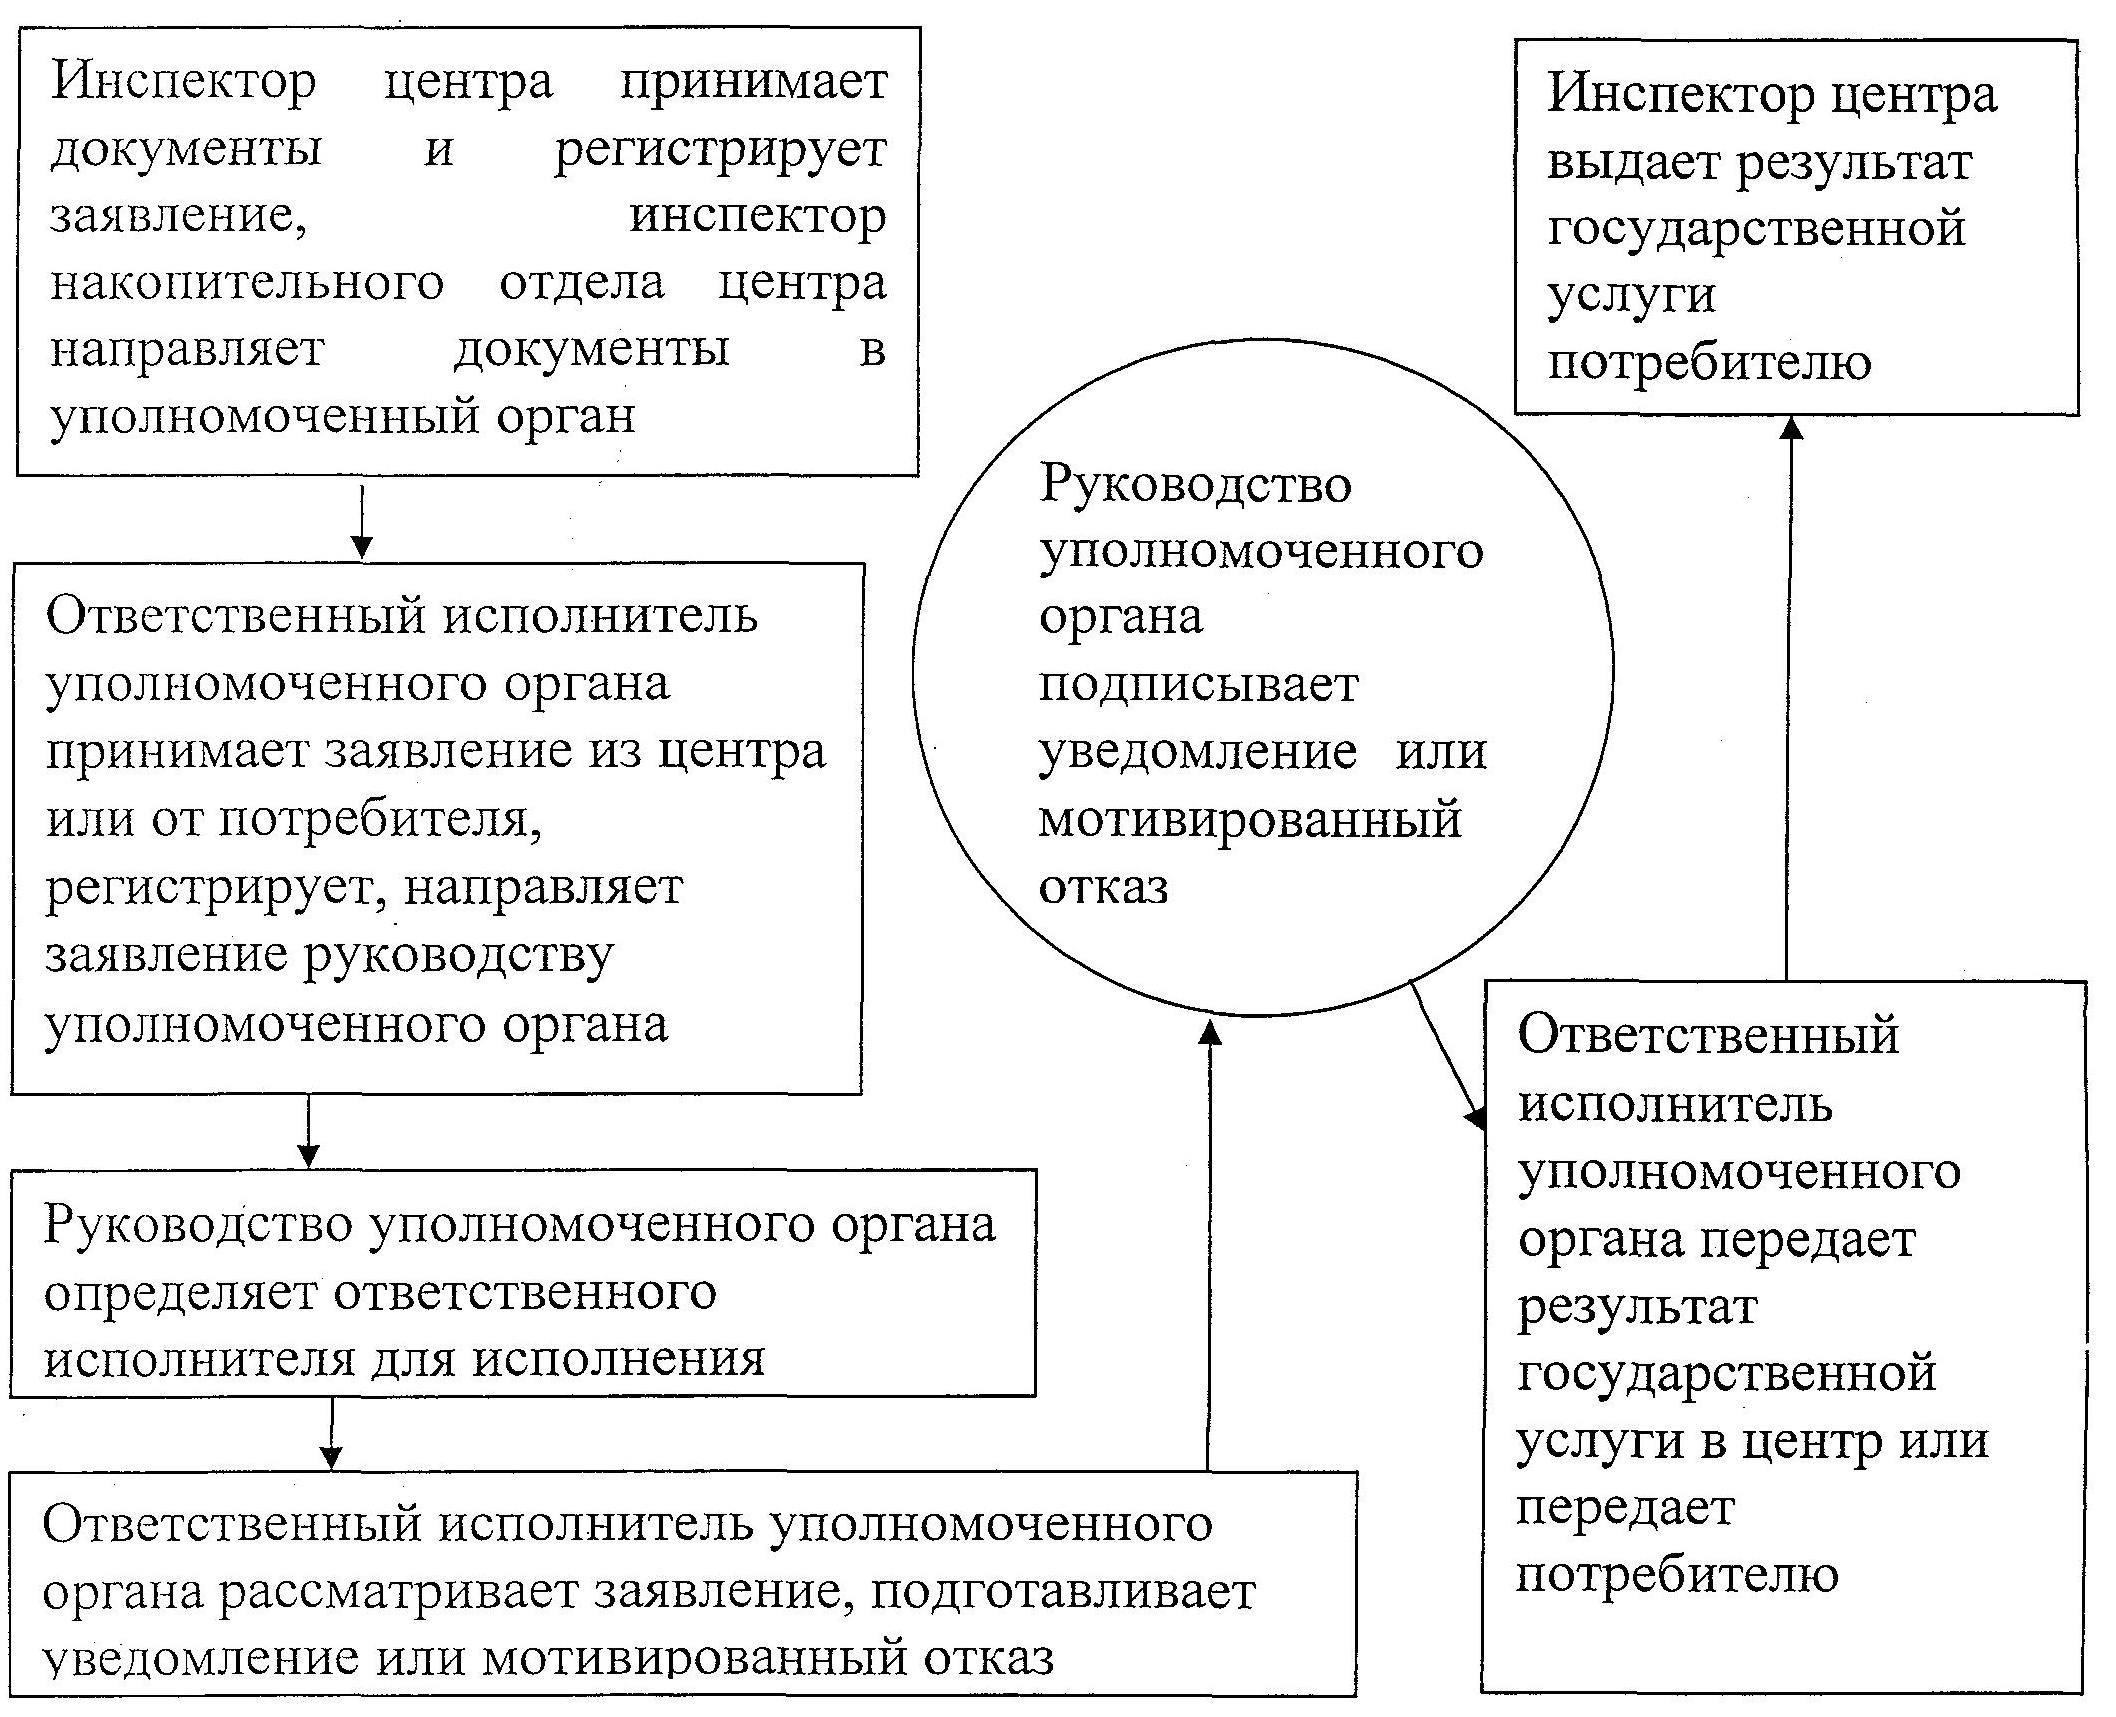 Инспектор центра принимает
документы и регистрирует
заявление, инспектор
накопительного отдела центра
направляет документы в
уполномоченный орган
Ответственный исполнитель
уполномоченного органа
принимает заявление из центра
или от потребителя,
регистрирует, направляет
заявление руководству
уполномоченного органа
Руководство уполномоченного органа
определяет ответственного
исполнителя для исполнения
Ответственный исполнитель уполномоченного
органа рассматривает заявление, подготавливает
уведомление или мотивированный отказ
Руководство
уполномоченного
органа
подписывает
уведомление или
мотивированный
отказ
Ответственный
исполнитель
уполномоченного
органа передает
результат
государственной
услуги в центр или
передает
потребителю
Инспектор центра
выдает результат
государственной
услуги
потребителю